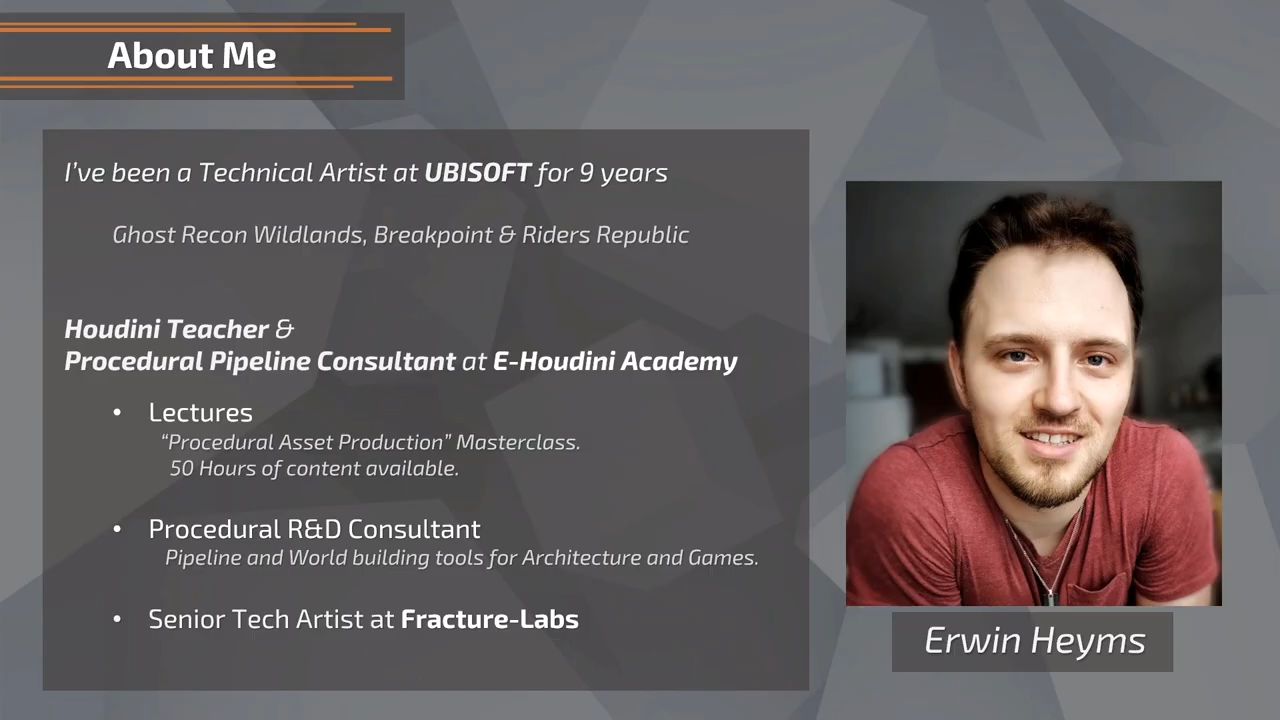 About Me
I’ve been a Technical Artist at UBISOFT for 9 years
Ghost Recon Wildlands, Breakpoint & Riders Republic
Houdini Teacher &
Procedural Pipeline Consultant at E-Houdini Academy
• Lectures
“Procedural Asset Production” Masterclass.
50 Hours of content available.
• Procedural R&D Consultant
Pipeline and World building tools for Architecture and Games.
• Senior Tech Artist at Fracture-Labs
Erwin Heyms